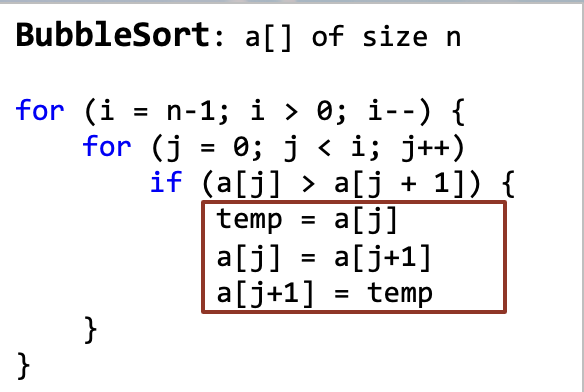 BubbleSort: a[] of size n
for (i = n-1; i > 0; i--) {
for (j = 0; j < i; j++)
if (a[j] > a[j + 1]) {
temp = a[j]
a[j] = a[j+1]
a[j+1] = temp
}
}